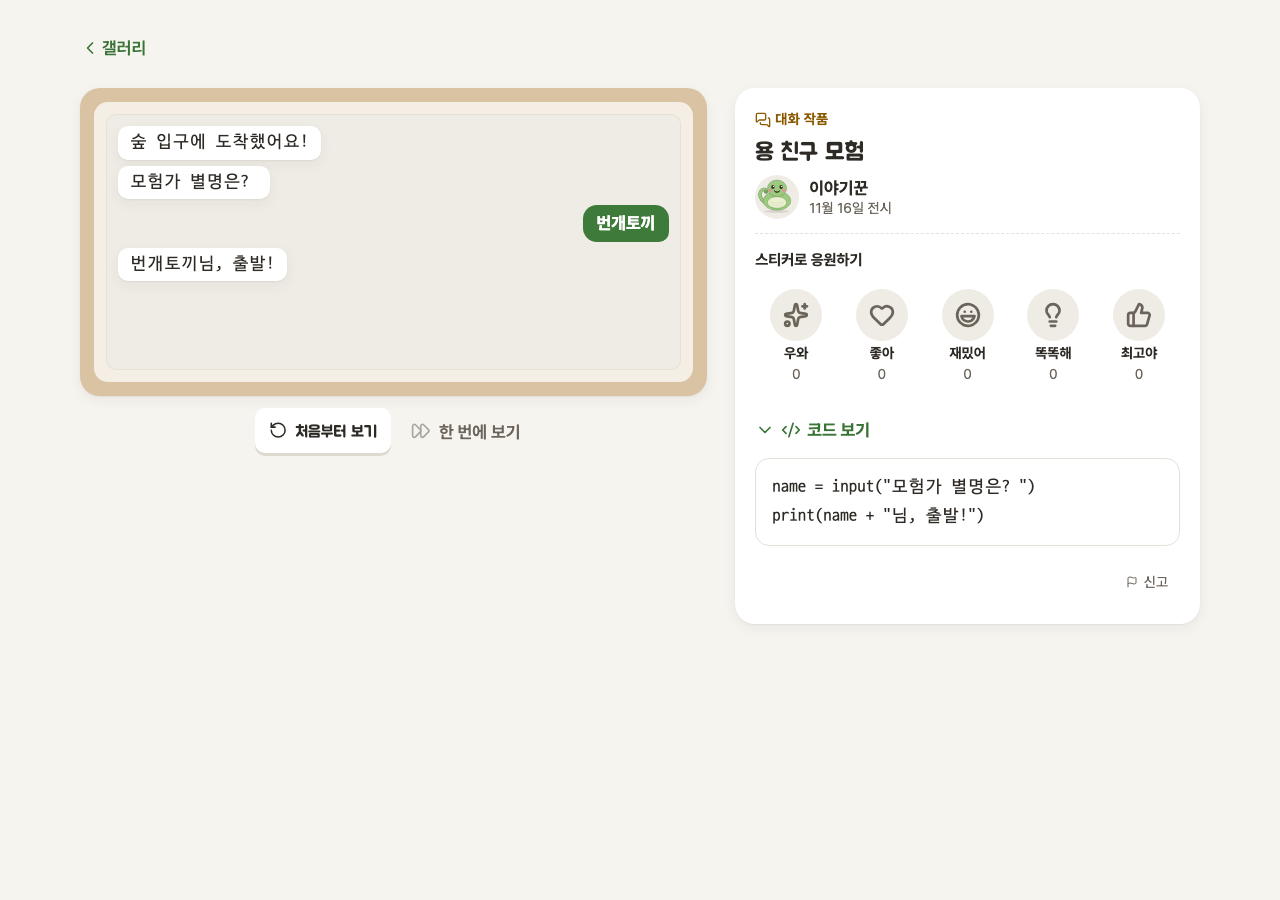 갤러리
숲 입구에 도착했어요!
모험가 별명은?
번개토끼
번개토끼님, 출발!
처음부터 보기
한 번에 보기
대화 작품
용 친구 모험
이야기꾼
11월 16일 전시
스티커로 응원하기
우와 좋아 재밌어 똑똑해 최고야
0 0 0 0 0
</> 코드 보기
name = input("모험가 별명은? ")
print(name + "님, 출발!")
신고